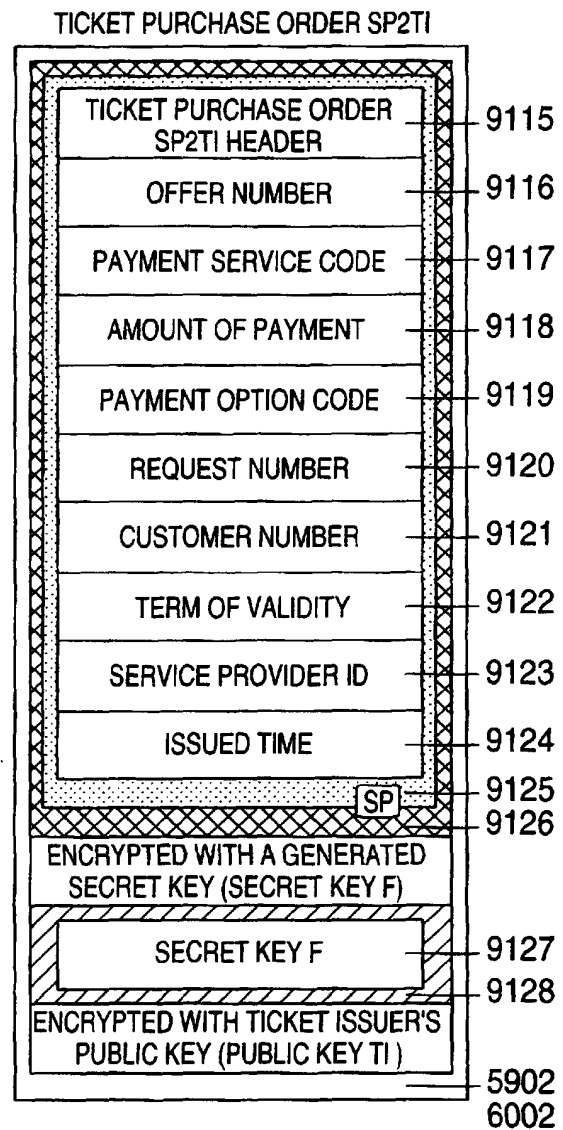 TICKET PURCHASE ORDER SP2TI
TICKET PURCHASE ORDER
SP2TI HEADER
9115
OFFER NUMBER
9116
PAYMENT SERVICE CODE
9117
AMOUNT OF PAYMENT
9118
PAYMENT OPTION CODE
9119
REQUEST NUMBER
9120
CUSTOMER NUMBER
9121
TERM OF VALIDITY
9122
SERVICE PROVIDER ID
9123
ISSUED TIME
9124
SP
9125
9126
ENCRYPTED WITH A GENERATED
SECRET KEY (SECRET KEY F)
SECRET KEY F
9127
9128
ENCRYPTED WITH TICKET ISSUER'S
PUBLIC KEY (PUBLIC KEY TI )
5902
6002